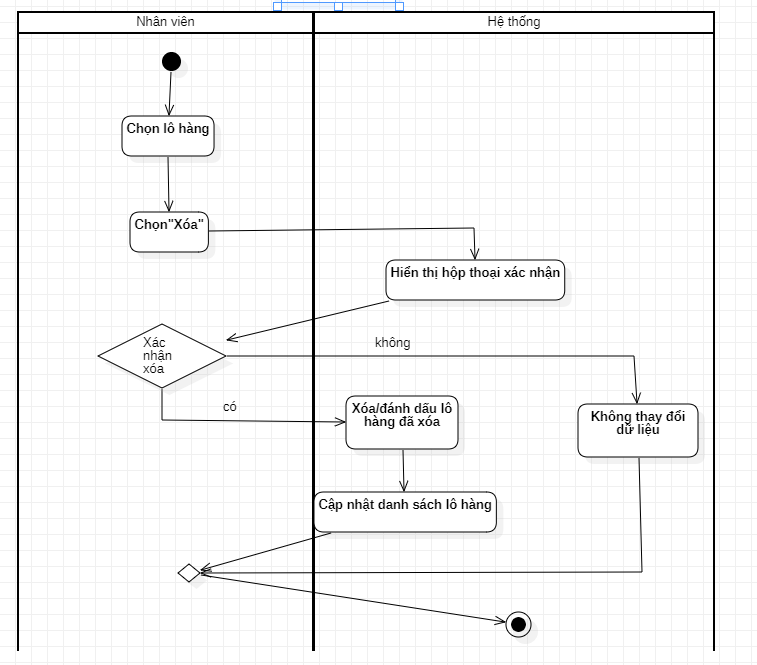 Nhân viên
Hệ thống
Chọn lô hàng
Chọn"Xóa"
Hiển thị hộp thoại xác nhận
Xác
nhận
xóa
không
có
Xóa/đánh dấu lô
hàng đã xóa
Không thay đổi
dữ liệu
Cập nhật danh sách lô hàng